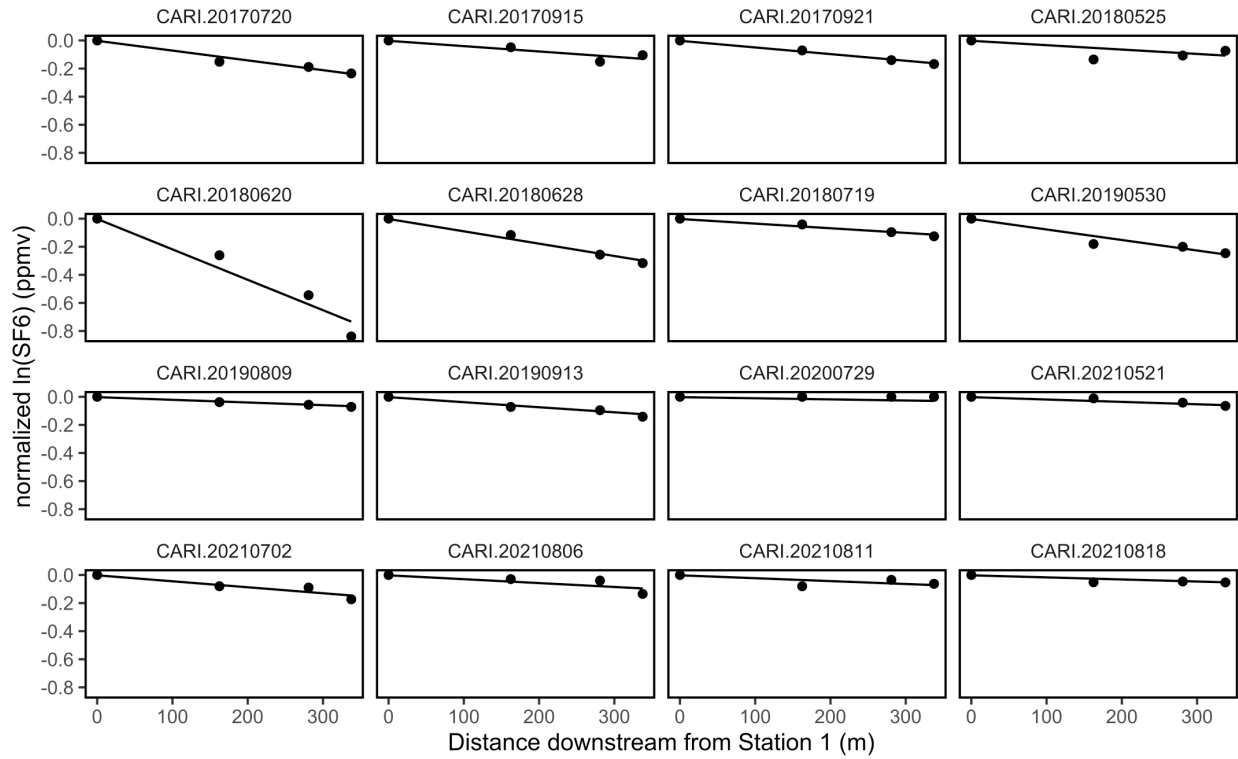 CARI.20170720 CARI.20170915 CARI.20170921 CARI.20180525
0.0
-0.2
-0.4
-0.6
-0.8
CARI.20180620 CARI.20180628 CARI.20180719 CARI.20190530
0.0
-0.2
-0.4
-0.6
-0.8
normalized ln(SF6) (ppmv)
CARI.20190809 CARI.20190913 CARI.20200729 CARI.20210521
0.0
-0.2
-0.4
-0.6
-0.8
CARI.20210702 CARI.20210806 CARI.20210811 CARI.20210818
0.0
-0.2
-0.4
-0.6
-0.8
0 100 200 300 0 100 200 300 0 100 200 300 0 100 200 300
Distance downstream from Station 1 (m)